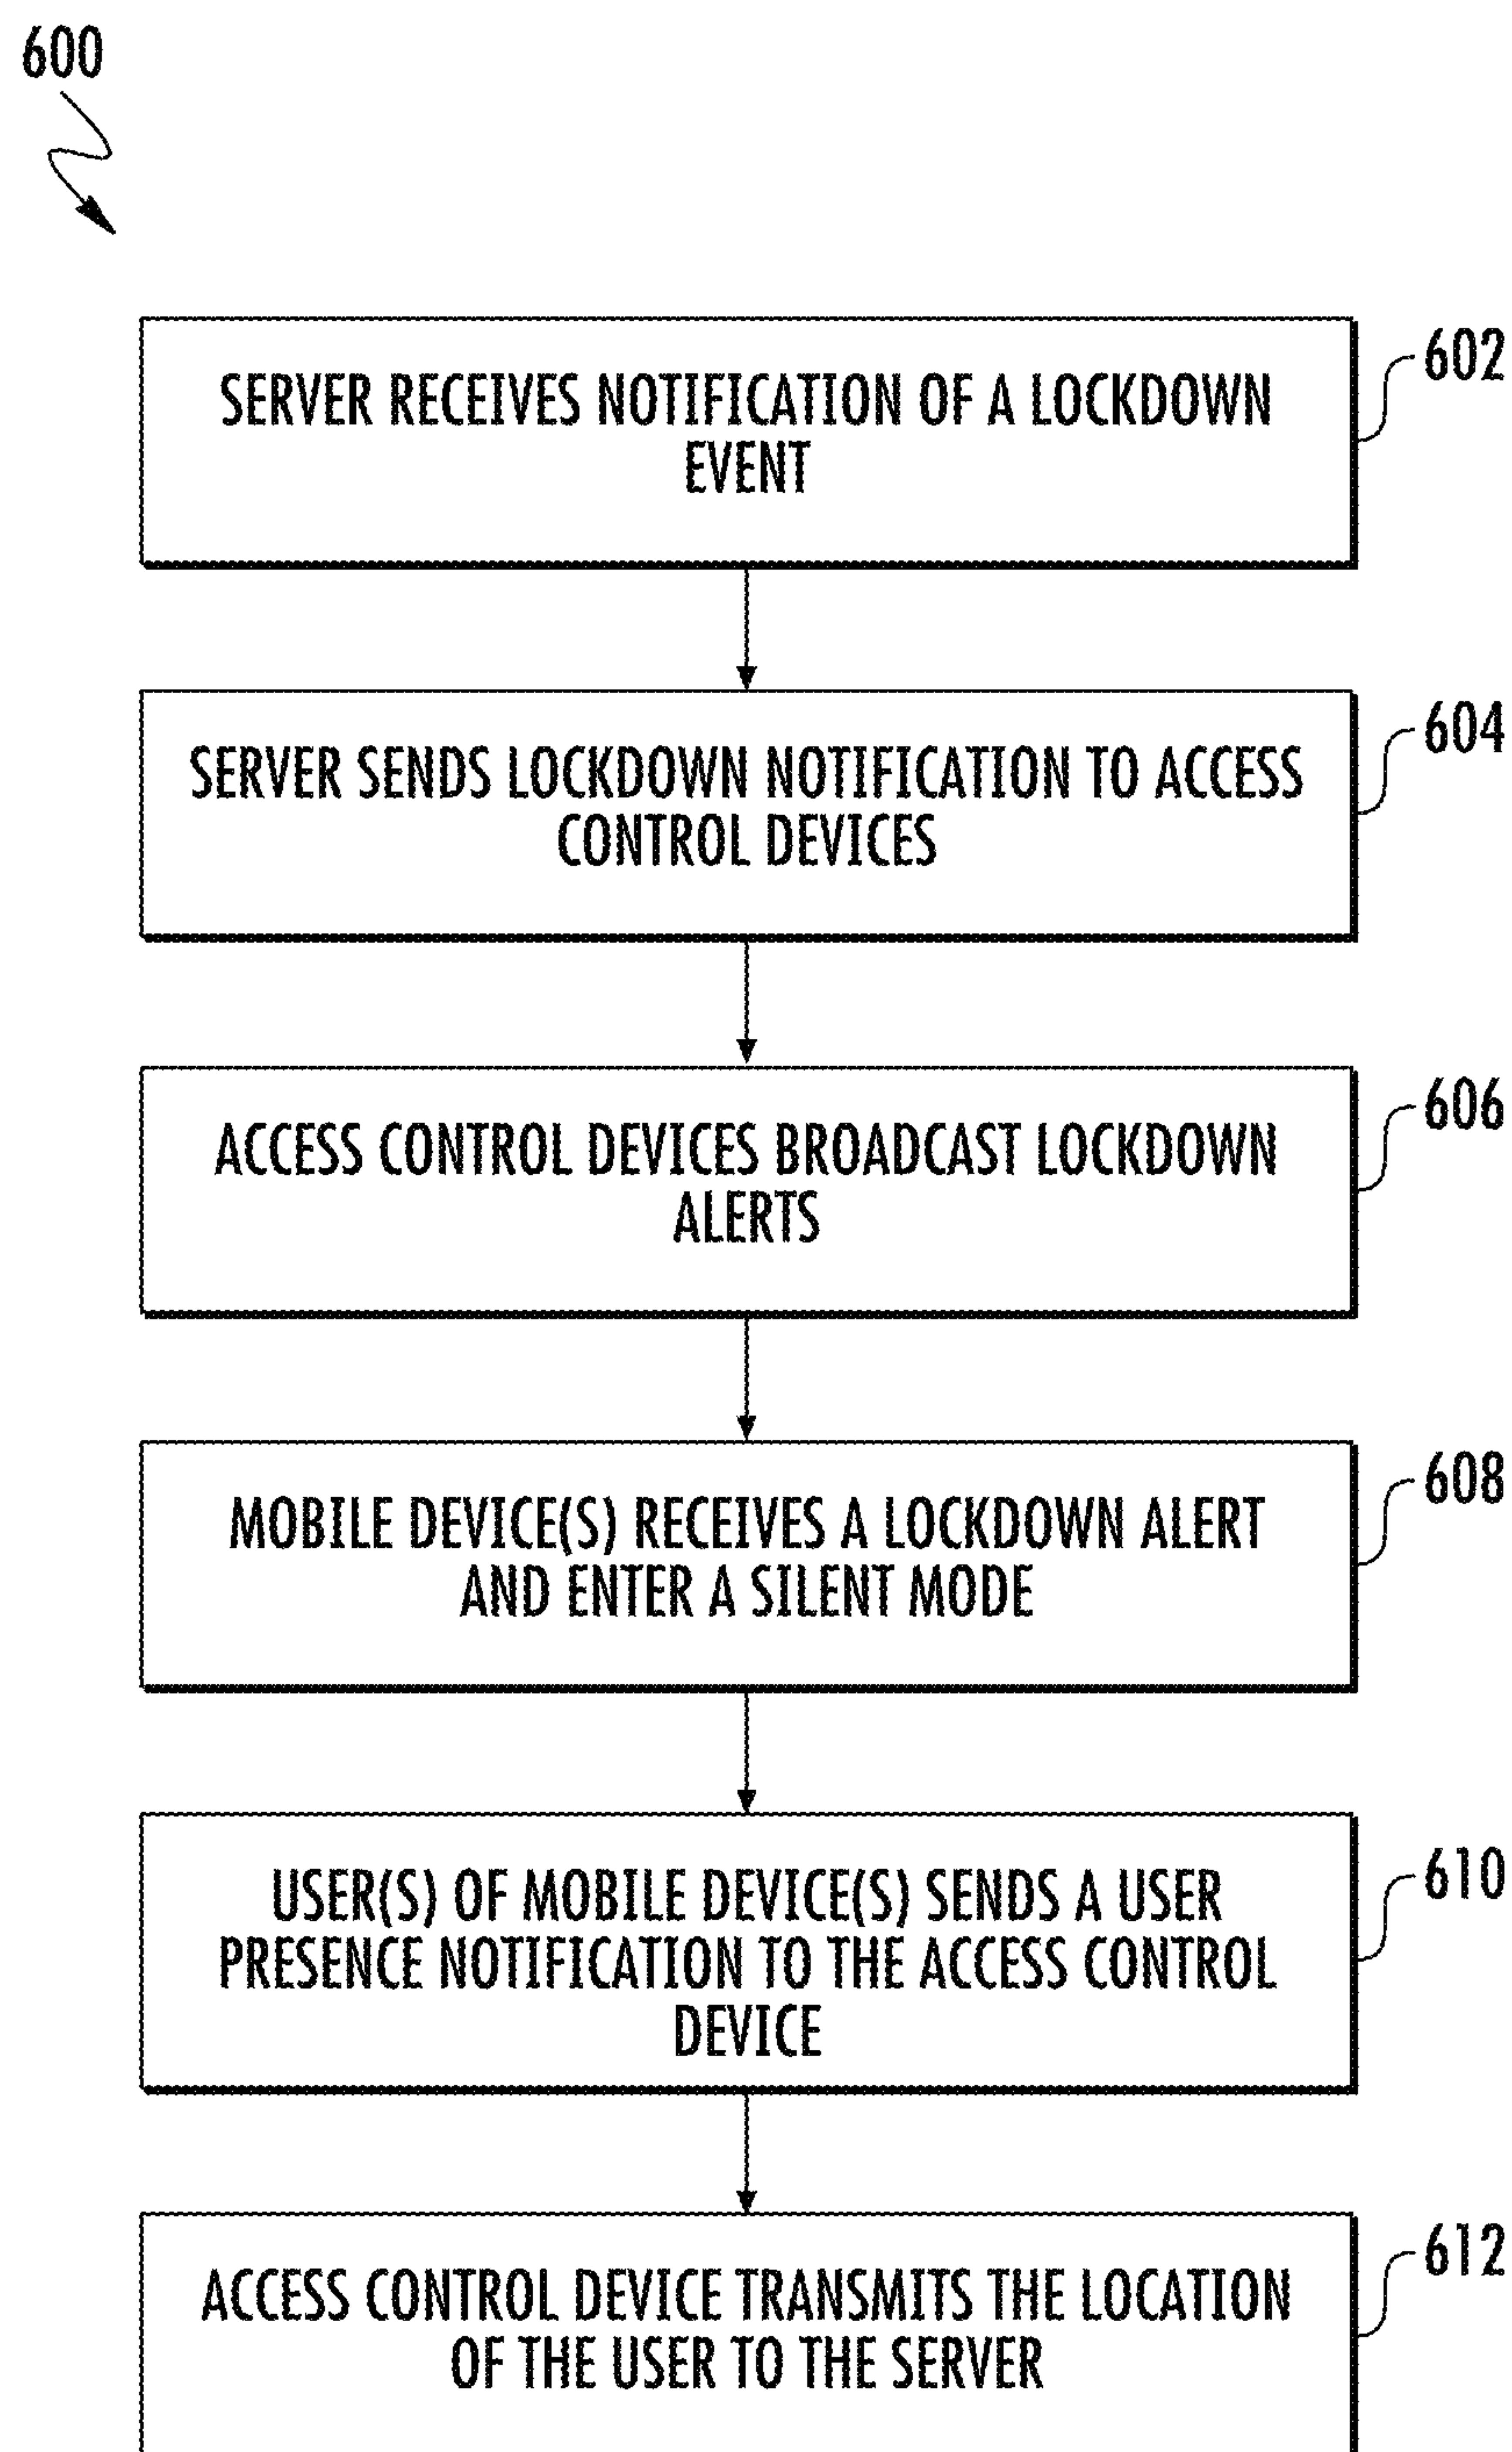 600
SERVER RECEIVES NOTIFICATION OF A LOCKDOWN
EVENT
602
SERVER SENDS LOCKDOWN NOTIFICATION TO ACCESS
CONTROL DEVICES
604
ACCESS CONTROL DEVICES BROADCAST LOCKDOWN
ALERTS
606
MOBILE DEVICE(S) RECEIVES A LOCKDOWN ALERT
AND ENTER A SILENT MODE
608
USER(S) OF MOBILE DEVICE(S) SENDS A USER
PRESENCE NOTIFICATION TO THE ACCESS CONTROL
DEVICE
610
ACCESS CONTROL DEVICE TRANSMITS THE LOCATION
OF THE USER TO THE SERVER
612